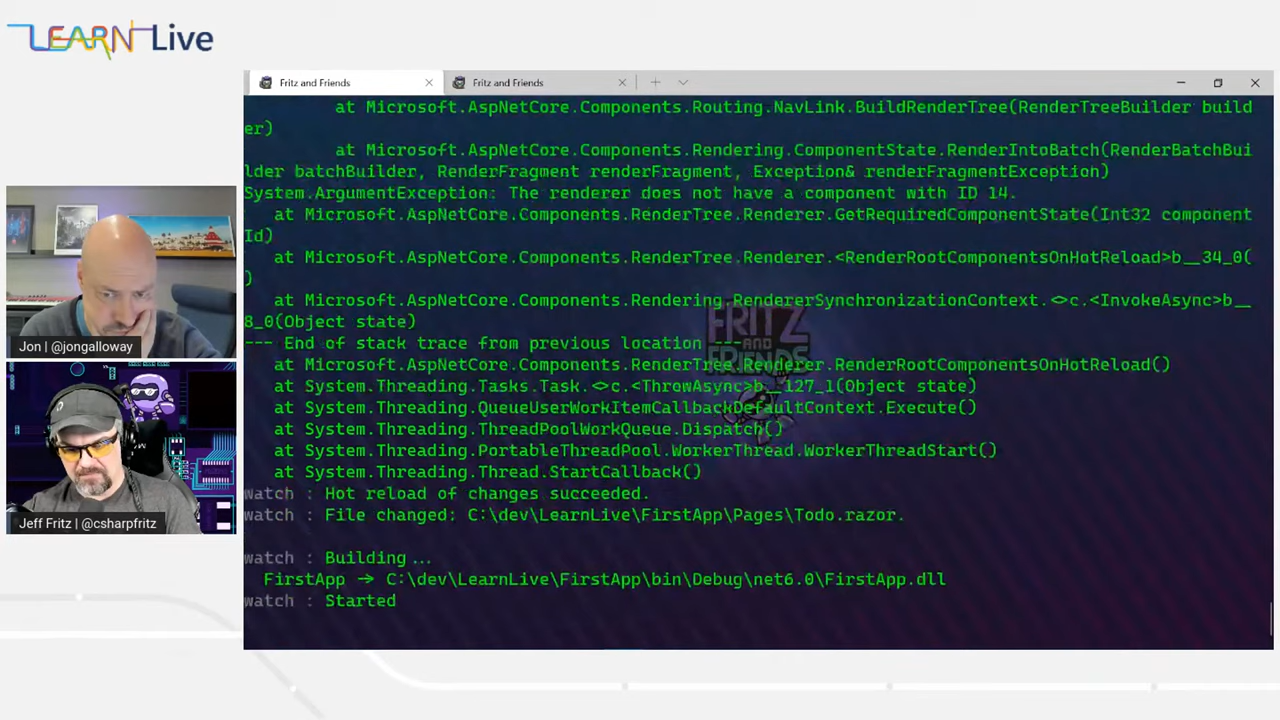 LEARN Live
Fritz and Friends
Fritz and Friends
at Microsoft.AspNetCore.Components.Routing.NavLink.BuildRenderTree(RenderTreeBuilder build
er)
at Microsoft.AspNetCore.Components.Rendering.ComponentState.RenderIntoBatch(RenderBatchBui
lder batchBuilder, RenderFragment renderFragment, Exception& renderFragmentException)
System.ArgumentException: The renderer does not have a component with ID 14.
at Microsoft.AspNetCore.Components.RenderTree.Renderer.GetRequiredComponentState(Int32 component
Id)
at Microsoft.AspNetCore.Components.RenderTree.Renderer.<RenderRootComponentsOnHotReload>b__34_0(
)
at Microsoft.AspNetCore.Components.Rendering.RendererSynchronizationContext.<>c.<InvokeAsync>b__
8_0(Object state)
--- End of stack trace from previous location ---
at Microsoft.AspNetCore.Components.RenderTree.Renderer.RenderRootComponentsOnHotReload()
at System.Threading.Tasks.Task.<>c.<ThrowAsync>b__127_1(Object state)
at System.Threading.QueueUserWorkItemCallbackDefaultContext.Execute()
at System.Threading.ThreadPoolWorkQueue.Dispatch()
at System.Threading.PortableThreadPool.WorkerThread.WorkerThreadStart()
at System.Threading.Thread.StartCallback()
watch : Hot reload of changes succeeded.
watch : File changed: C:\dev\LearnLive\FirstApp\Pages\Todo.razor.
watch : Building...
FirstApp -> C:\dev\LearnLive\FirstApp\bin\Debug\net6.0\FirstApp.dll
watch : Started
FRITZ
AND
FRIENDS
Jon | @jongalloway
Jeff Fritz | @csharpfritz